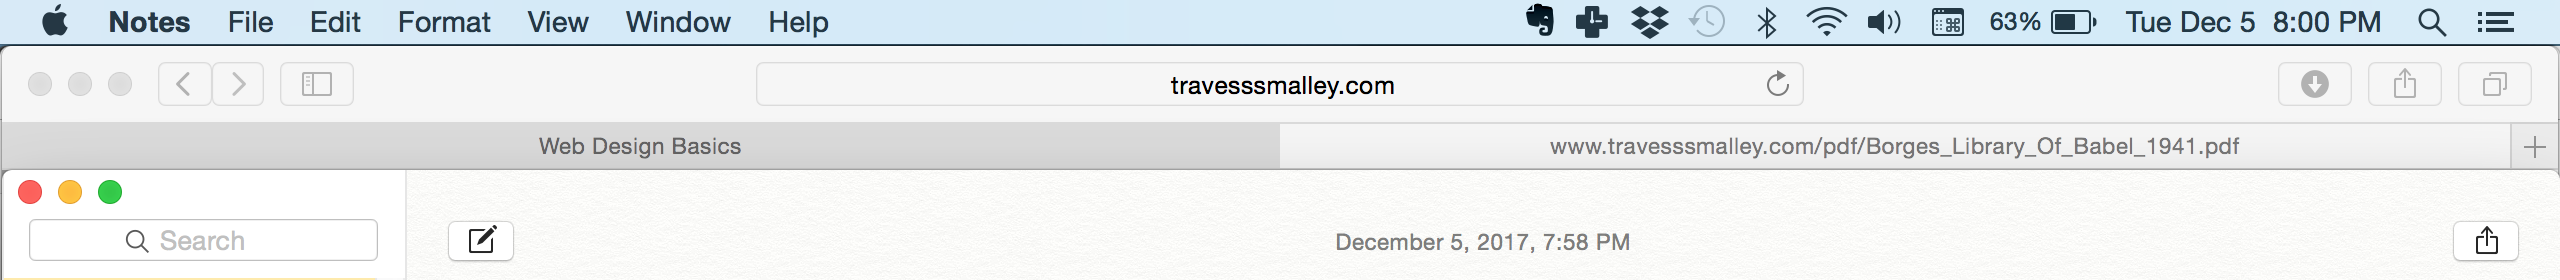 Notes File Edit Format View Window Help 63% Tue Dec 5 8:00 PM
travesssmalley.com
Web Design Basics www.travesssmalley.com/pdf/Borges_Library_Of_Babel_1941.pdf
Search December 5, 2017, 7:58 PM